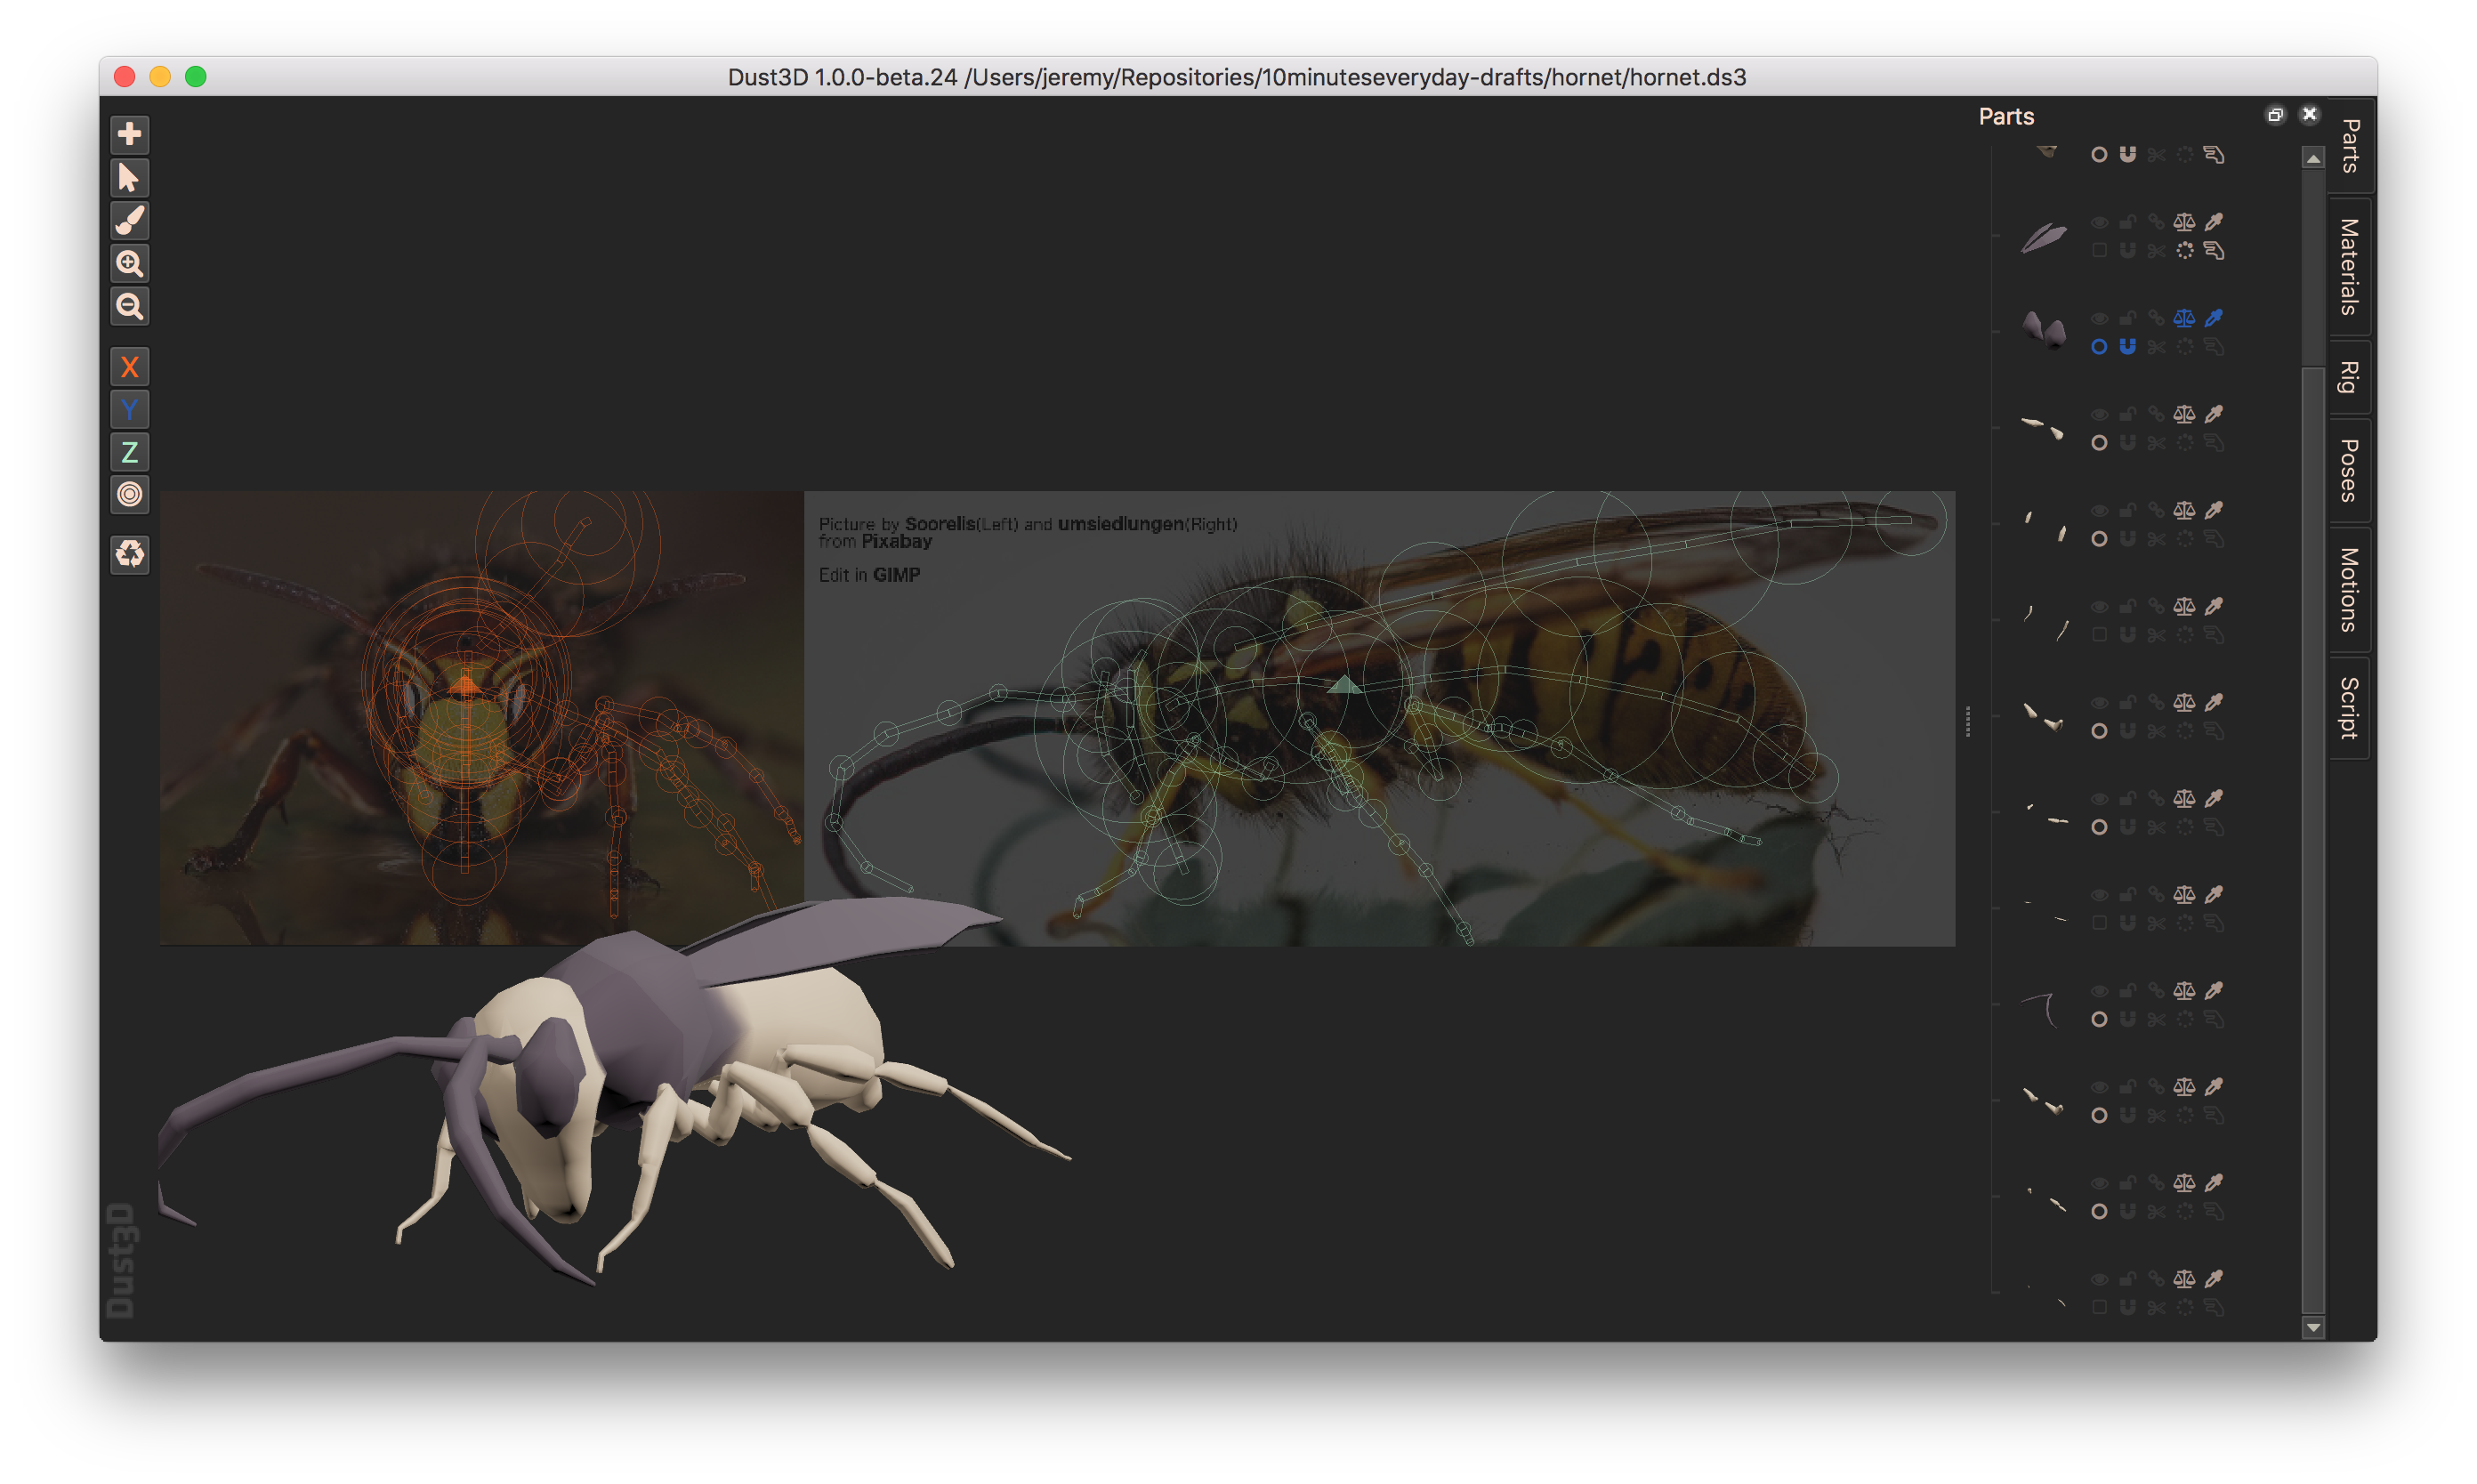 Dust3D 1.0.0-beta.24 /Users/jeremy/Repositories/10minuteseveryday-drafts/hornet/hornet.ds3
Parts
Parts
Materials
Rig
Poses
Motions
Script
X
Y
Z
Picture by Soorelis(Left) and umsiedlungen(Right)
from Pixabay
Edit in GIMP
Dust3D